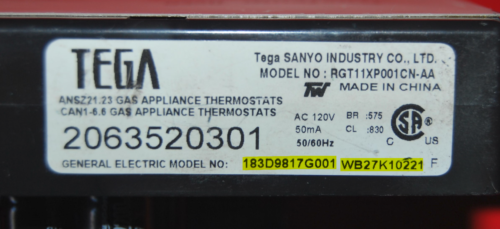 TEGA
Tega SANYO INDUSTRY CO., LTD.
MODEL NO : RGT11XP001CN-AA
TW MADE IN CHINA
ANSZ21.23 GAS APPLIANCE THERMOSTATS
CAN1-6.6 GAS APPLIANCE THERMOSTATS
2063520301
AC 120V BR :575
50mA CL :830
50/60Hz
SA
C US
GENERAL ELECTRIC MODEL NO: 183D9817G001 WB27K10221 F